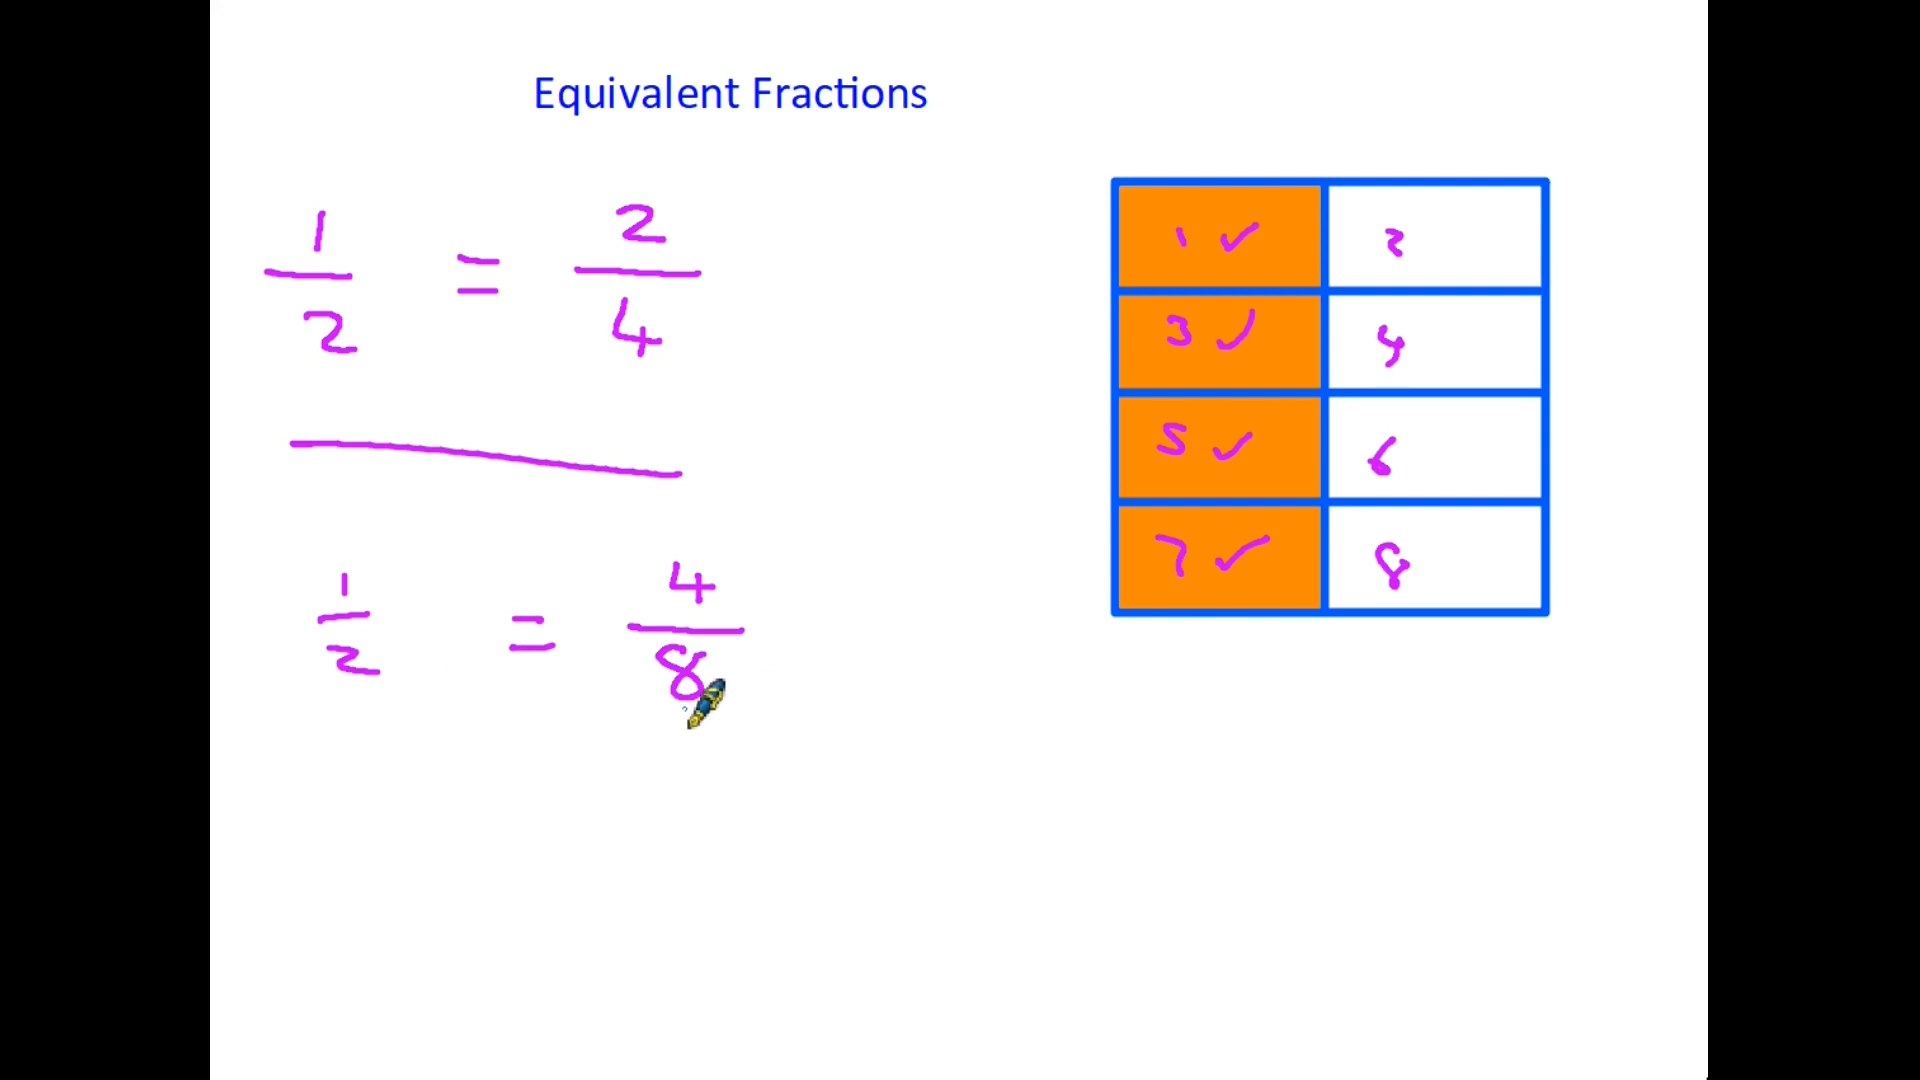 Equivalent Fractions
1/2 = 2/4
1/2 = 4/8
1 ✓ 2
3 ✓ 4
5 ✓ 6
7 ✓ 8